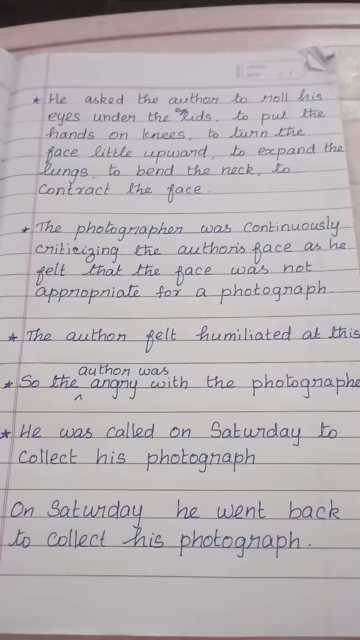 * He asked the author to roll his
eyes under the lids, to put the
hands on knees, to turn the
face little upward, to expand the
lungs, to bend the neck, to
contract the face.
* The photographer was continuously
criticizing the author's face as he
felt that the face was not
appropriate for a photograph.
* The author felt humiliated at this
* So the author was angry with the photographe
* He was called on Saturday to
collect his photograph
On Saturday he went back
to collect his photograph.